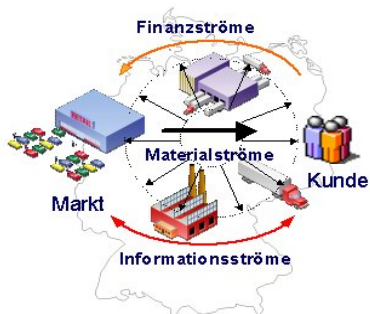 Finanzströme
Materialströme
Kunde
Markt
Informationsströme